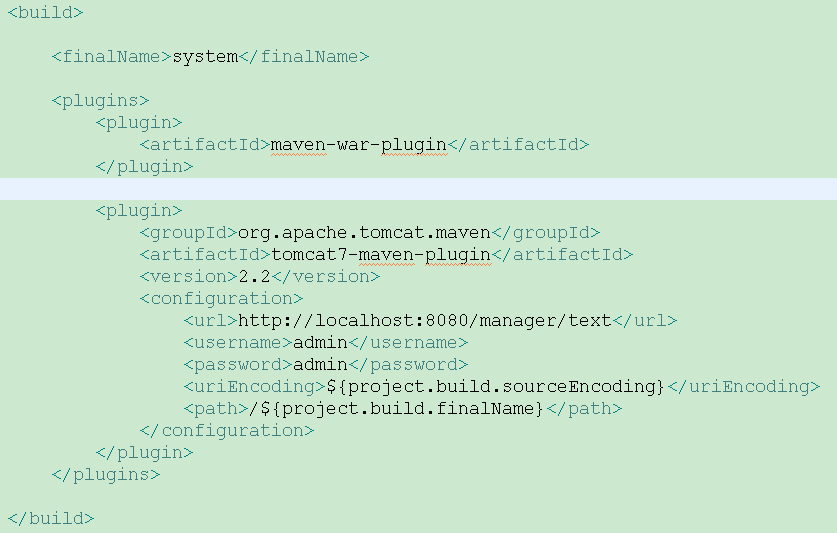 <build>
<finalName>system</finalName>
<plugins>
<plugin>
<artifactId>maven-war-plugin</artifactId>
</plugin>
<plugin>
<groupId>org.apache.tomcat.maven</groupId>
<artifactId>tomcat7-maven-plugin</artifactId>
<version>2.2</version>
<configuration>
<url>http://localhost:8080/manager/text</url>
<username>admin</username>
<password>admin</password>
<uriEncoding>${project.build.sourceEncoding}</uriEncoding>
<path>/${project.build.finalName}</path>
</configuration>
</plugin>
</plugins>
</build>